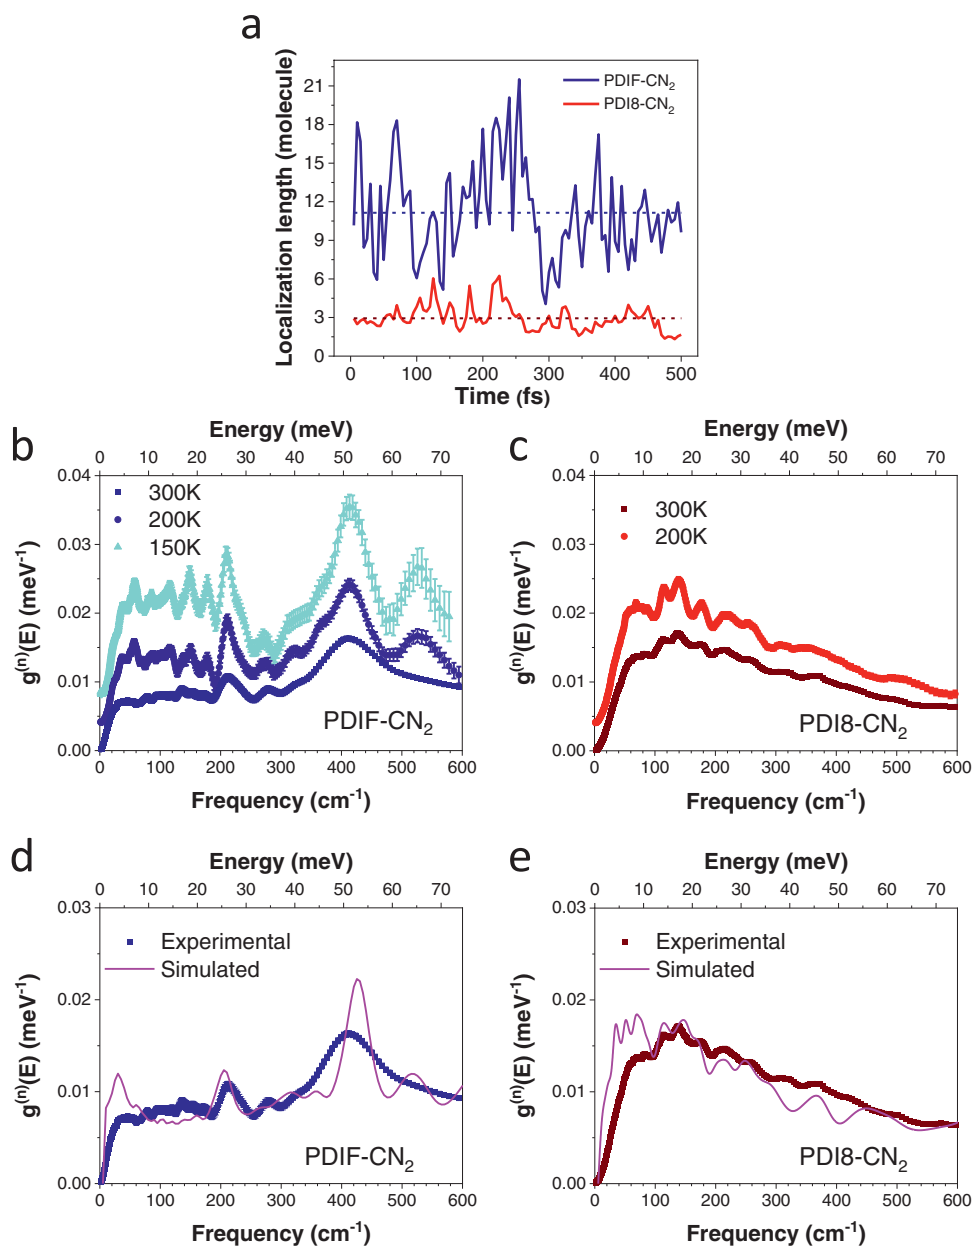 a
Localization length (molecule)
21
18
15
12
9
6
3
0
PDIF-CN₂
PDI8-CN₂
0 100 200 300 400 500
Time (fs)
b
Energy (meV)
0 10 20 30 40 50 60 70
g⁽ⁿ⁾(E) (meV⁻¹)
0.04
0.03
0.02
0.01
0.00
300K
200K
150K
PDIF-CN₂
0 100 200 300 400 500 600
Frequency (cm⁻¹)
c
Energy (meV)
0 10 20 30 40 50 60 70
g⁽ⁿ⁾(E) (meV⁻¹)
0.04
0.03
0.02
0.01
0.00
300K
200K
PDI8-CN₂
0 100 200 300 400 500 600
Frequency (cm⁻¹)
d
Energy (meV)
0 10 20 30 40 50 60 70
g⁽ⁿ⁾(E) (meV⁻¹)
0.03
0.02
0.01
0.00
Experimental
Simulated
PDIF-CN₂
0 100 200 300 400 500 600
Frequency (cm⁻¹)
e
Energy (meV)
0 10 20 30 40 50 60 70
g⁽ⁿ⁾(E) (meV⁻¹)
0.03
0.02
0.01
0.00
Experimental
Simulated
PDI8-CN₂
0 100 200 300 400 500 600
Frequency (cm⁻¹)